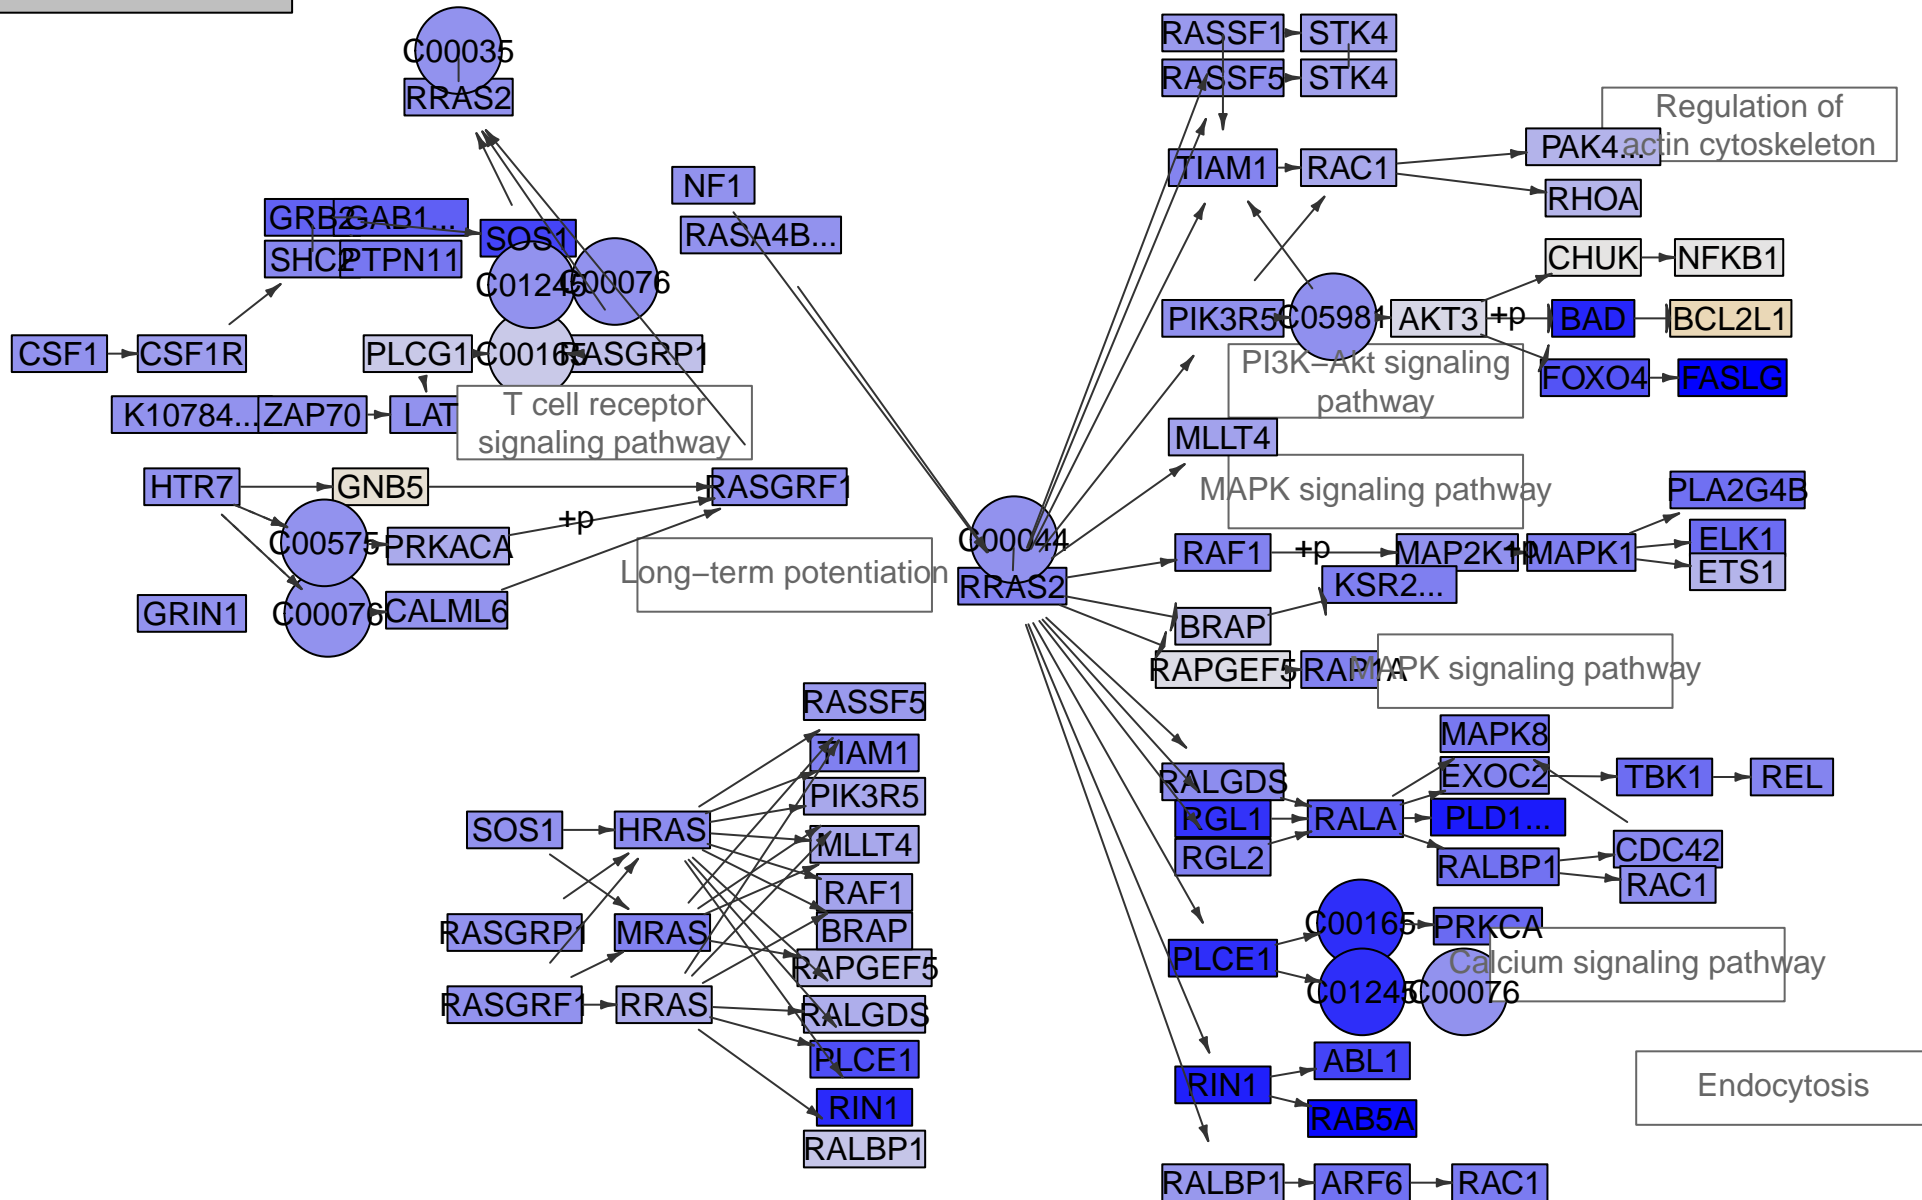 C00035
RRAS2
NF1
RASA4B...
GRB2
GAB1...
SOS1
SHC2
PTPN11
C01245
C00076
CSF1
CSF1R
PLCG1
C00165
RASGRP1
K10784...
ZAP70
LAT
T cell receptor
signaling pathway
HTR7
GNB5
RASGRF1
+p
C00575
PRKACA
GRIN1
C00076
CALML6
Long−term potentiation
C00044
RRAS2
RASSF1
STK4
RASSF5
STK4
Regulation of
actin cytoskeleton
PAK4...
TIAM1
RAC1
RHOA
CHUK
NFKB1
PIK3R5
C05981
AKT3
+p
BAD
BCL2L1
PI3K−Akt signaling
pathway
FOXO4
FASLG
MLLT4
MAPK signaling pathway
PLA2G4B
RAF1
+p
MAP2K1
+p
MAPK1
ELK1
ETS1
KSR2...
BRAP
RAPGEF5
RAP1A
MAPK signaling pathway
MAPK8
RALGDS
EXOC2
TBK1
REL
RGL1
RALA
PLD1...
RGL2
RALBP1
CDC42
RAC1
C00165
PRKCA
PLCE1
Calcium signaling pathway
C01245
C00076
RIN1
ABL1
RAB5A
Endocytosis
RALBP1
ARF6
RAC1
RASSF5
TIAM1
PIK3R5
SOS1
HRAS
MLLT4
RAF1
RASGRP1
MRAS
BRAP
RAPGEF5
RASGRF1
RRAS
RALGDS
PLCE1
RIN1
RALBP1